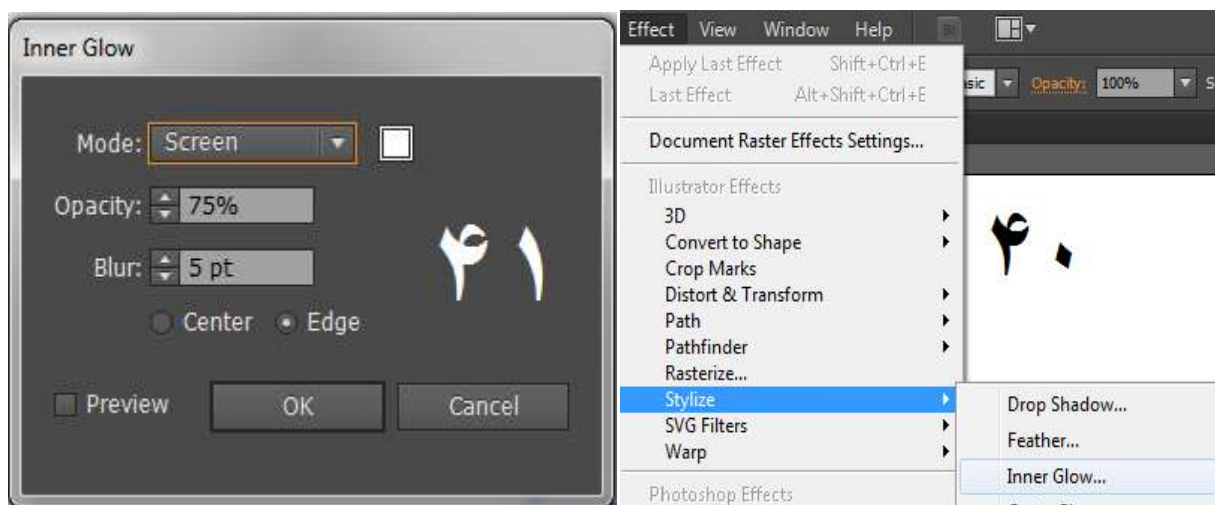 Inner Glow
Mode: Screen
Opacity: 75%
Blur: 5 pt
Center Edge
Preview OK Cancel
۴۱
Effect View Window Help Br
Apply Last Effect Shift+Ctrl+E
Last Effect Alt+Shift+Ctrl+E
Opacity: 100%
Document Raster Effects Settings...
Illustrator Effects
3D
Convert to Shape
Crop Marks
Distort & Transform
Path
Pathfinder
Rasterize...
Stylize
SVG Filters
Warp
Photoshop Effects
۴۰
Drop Shadow...
Feather...
Inner Glow...